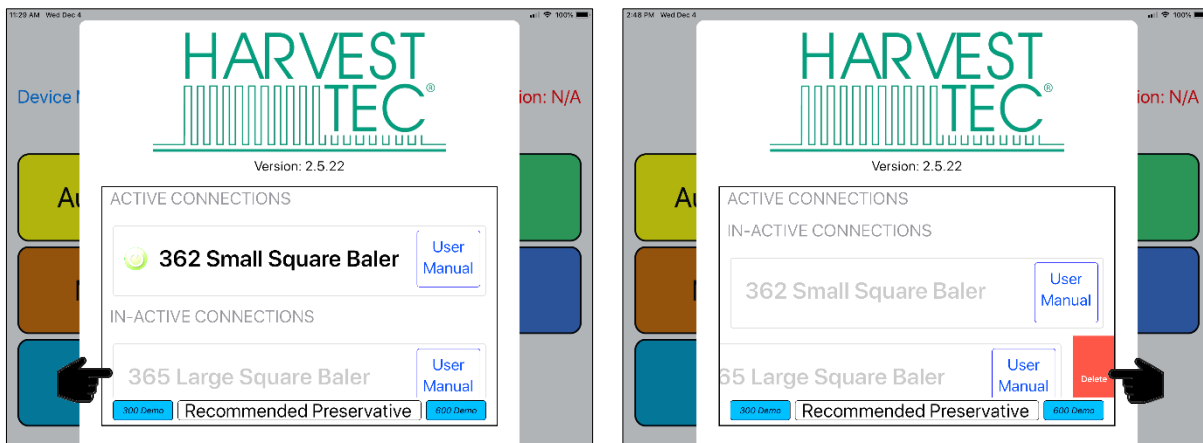 11:29 AM Wed Dec 4
100%
HARVEST
TEC®
Device
ion: N/A
Version: 2.5.22
ACTIVE CONNECTIONS
362 Small Square Baler
User
Manual
IN-ACTIVE CONNECTIONS
365 Large Square Baler
User
Manual
300 Demo
Recommended Preservative
600 Demo
2:48 PM Wed Dec 4
100%
HARVEST
TEC®
ion: N/A
Version: 2.5.22
ACTIVE CONNECTIONS
IN-ACTIVE CONNECTIONS
362 Small Square Baler
User
Manual
65 Large Square Baler
User
Manual
Delete
300 Demo
Recommended Preservative
600 Demo